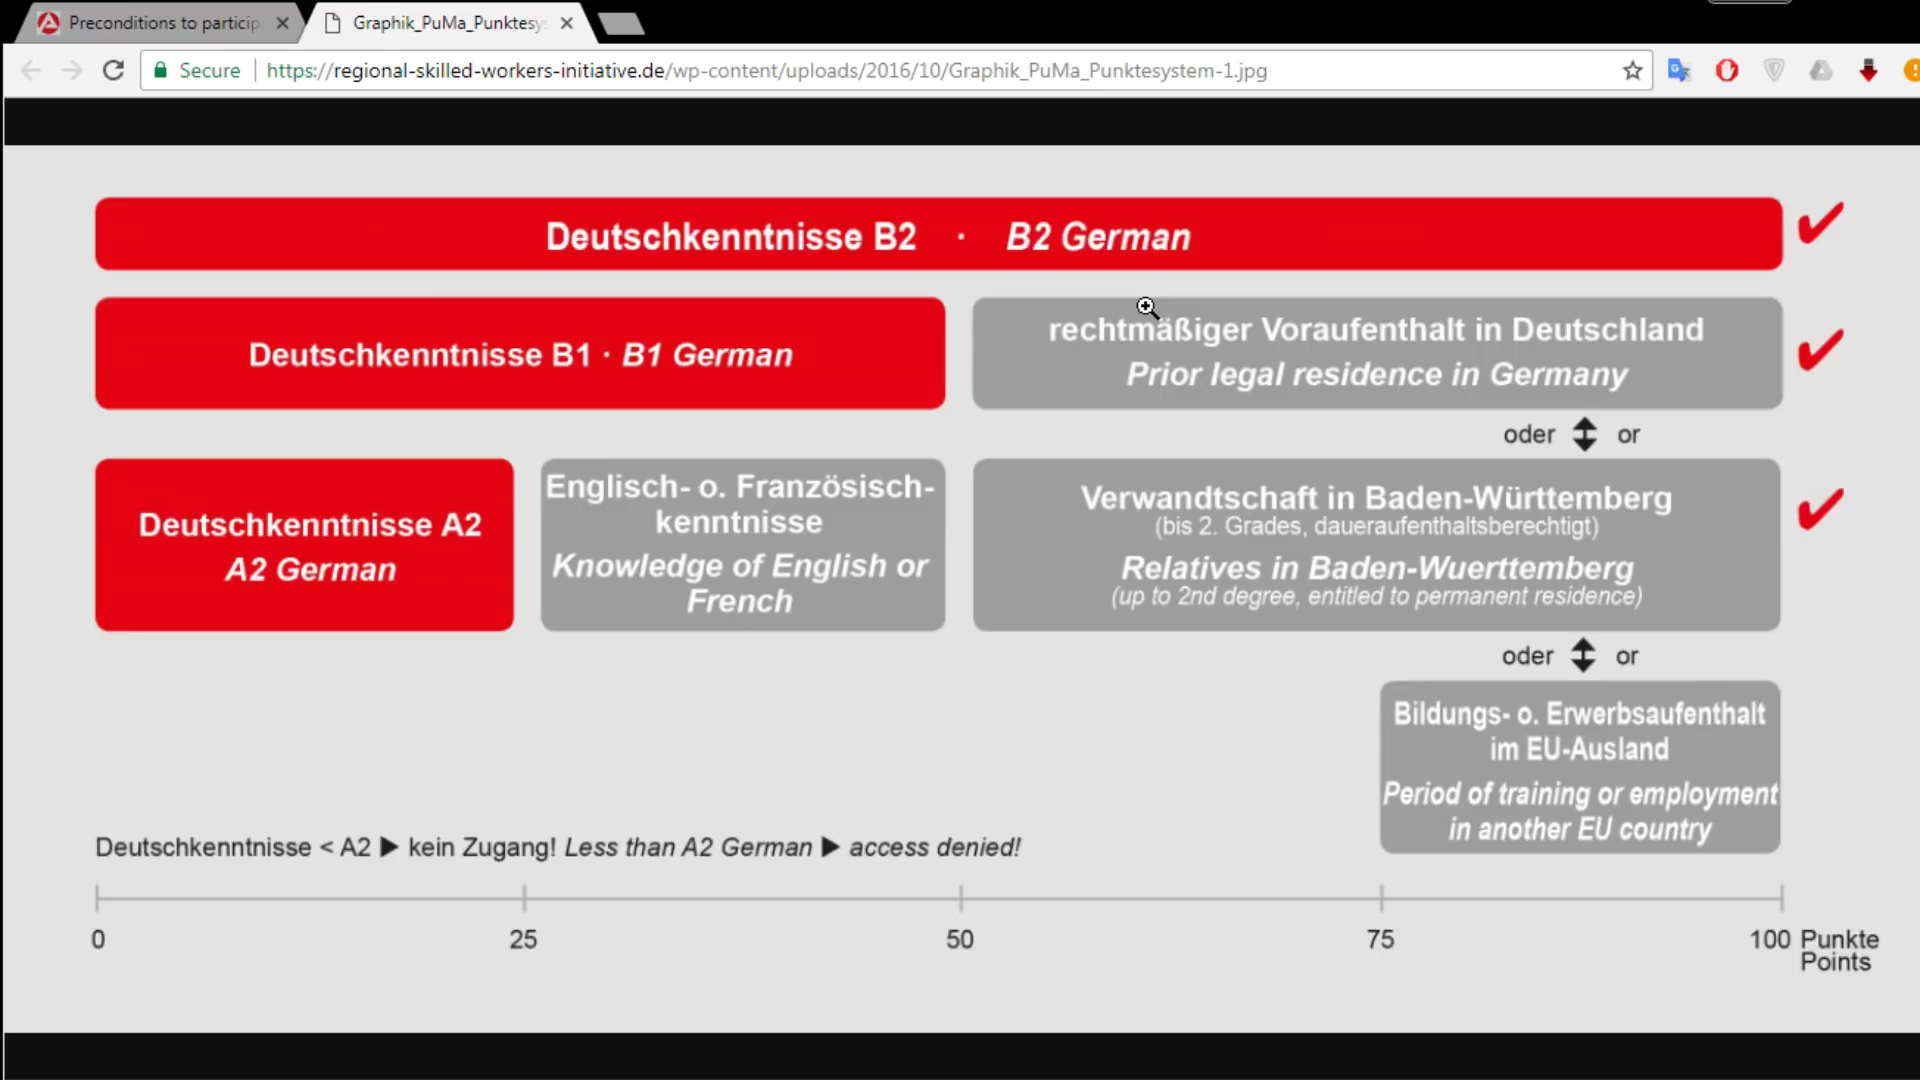 Preconditions to particip
Graphik_PuMa_Punktesy
Secure
https://regional-skilled-workers-initiative.de/wp-content/uploads/2016/10/Graphik_PuMa_Punktesystem-1.jpg
Deutschkenntnisse B2 · B2 German
Deutschkenntnisse B1 · B1 German
rechtmäßiger Voraufenthalt in Deutschland
Prior legal residence in Germany
oder or
Deutschkenntnisse A2
A2 German
Englisch- o. Französisch-
kenntnisse
Knowledge of English or
French
Verwandtschaft in Baden-Württemberg
(bis 2. Grades, daueraufenthaltsberechtigt)
Relatives in Baden-Wuerttemberg
(up to 2nd degree, entitled to permanent residence)
oder or
Bildungs- o. Erwerbsaufenthalt
im EU-Ausland
Period of training or employment
in another EU country
Deutschkenntnisse < A2 ▶ kein Zugang! Less than A2 German ▶ access denied!
0 25 50 75 100 Punkte
Points